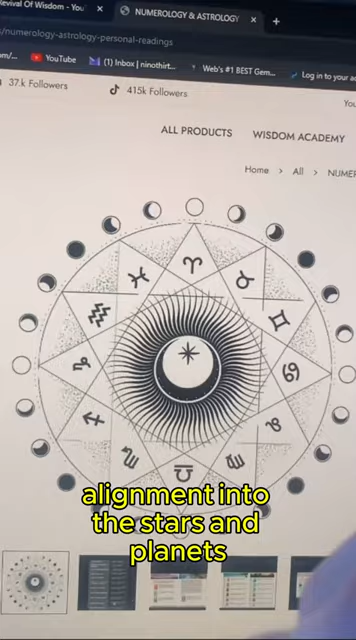 Revival Of Wisdom - You
NUMEROLOGY & ASTROLOGY
s/numerology-astrology-personal-readings
YouTube
(1) Inbox | ninothirt...
Web's #1 BEST Gem...
Log in to your a
37.k Followers
415k Followers
You
ALL PRODUCTS
WISDOM ACADEMY
Home > All > NUMER
alignment into
the stars and
planets